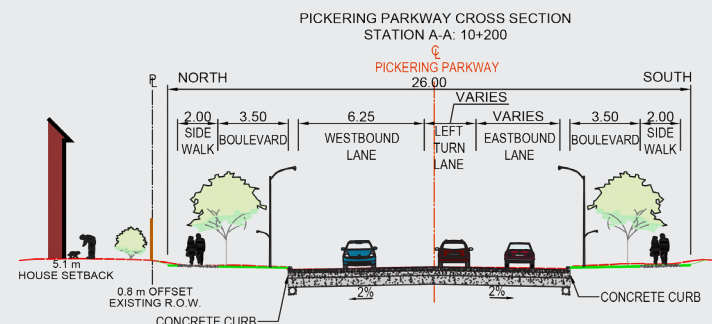 PICKERING PARKWAY CROSS SECTION
STATION A-A: 10+200
℄
PICKERING PARKWAY
P
L
NORTH
26.00
SOUTH
VARIES
2.00
3.50
6.25
VARIES
3.50
2.00
SIDE
WALK
BOULEVARD
WESTBOUND
LANE
LEFT
TURN
LANE
EASTBOUND
LANE
BOULEVARD
SIDE
WALK
5.1 m
HOUSE SETBACK
0.8 m OFFSET
EXISTING R.O.W.
2%
2%
CONCRETE CURB
CONCRETE CURB